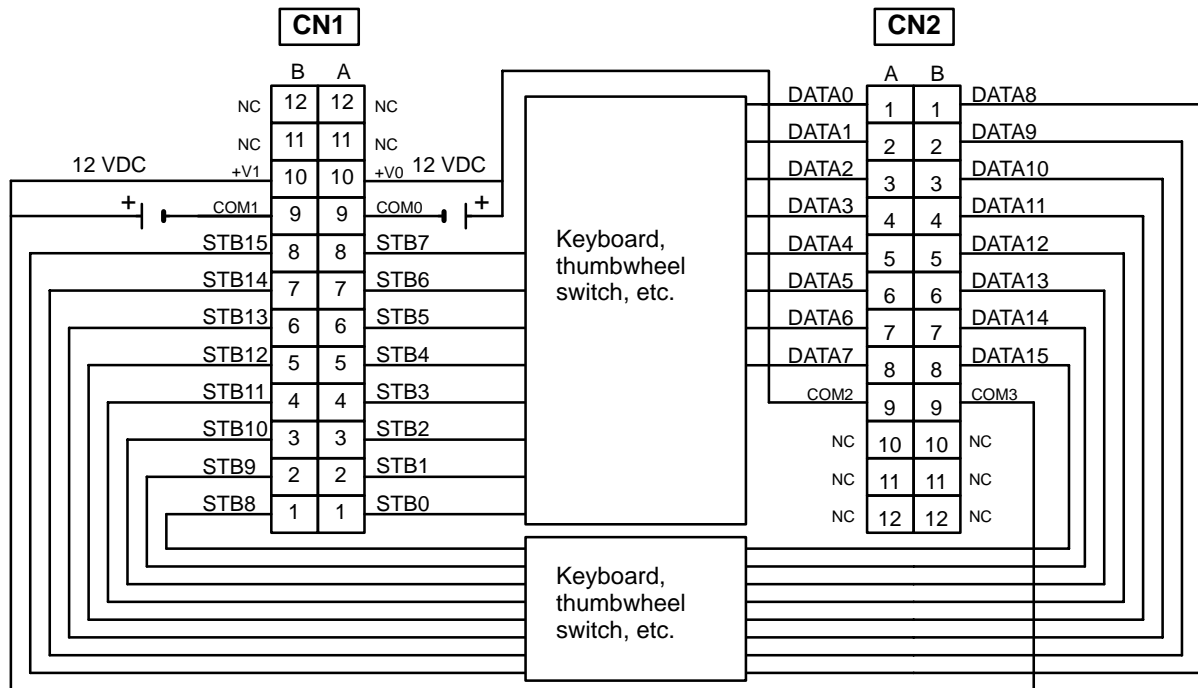 CN1
CN2
B A
A B
NC 12 12 NC
NC 11 11 NC
12 VDC +V1 10 10 +V0 12 VDC
+ COM1 9 9 COM0 +
STB15 8 8 STB7
STB14 7 7 STB6
STB13 6 6 STB5
STB12 5 5 STB4
STB11 4 4 STB3
STB10 3 3 STB2
STB9 2 2 STB1
STB8 1 1 STB0
Keyboard,
thumbwheel
switch, etc.
DATA0 1 1 DATA8
DATA1 2 2 DATA9
DATA2 3 3 DATA10
DATA3 4 4 DATA11
DATA4 5 5 DATA12
DATA5 6 6 DATA13
DATA6 7 7 DATA14
DATA7 8 8 DATA15
COM2 9 9 COM3
NC 10 10 NC
NC 11 11 NC
NC 12 12 NC
Keyboard,
thumbwheel
switch, etc.